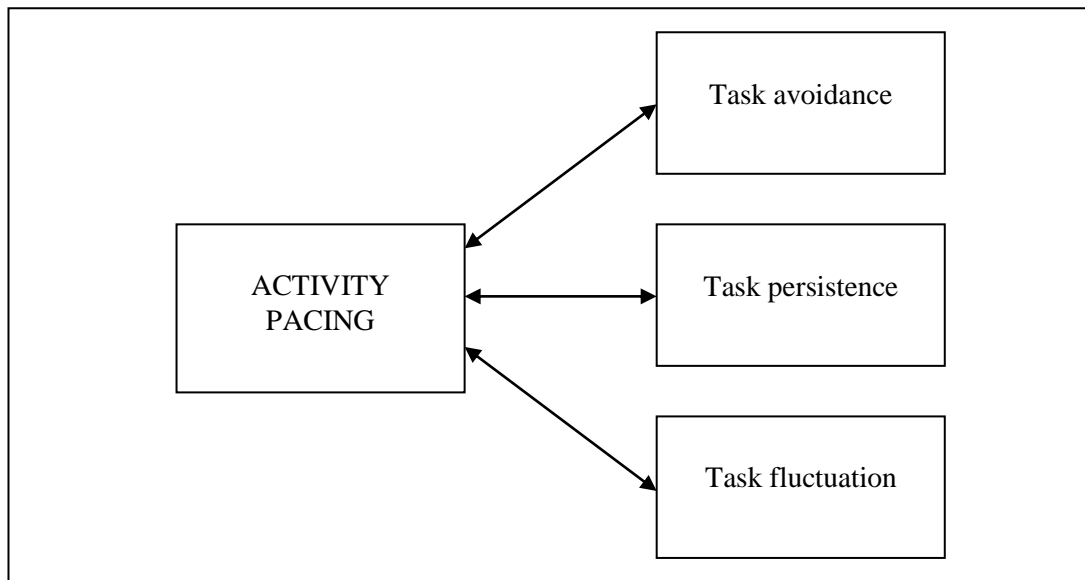 Task avoidance
ACTIVITY
PACING
Task persistence
Task fluctuation